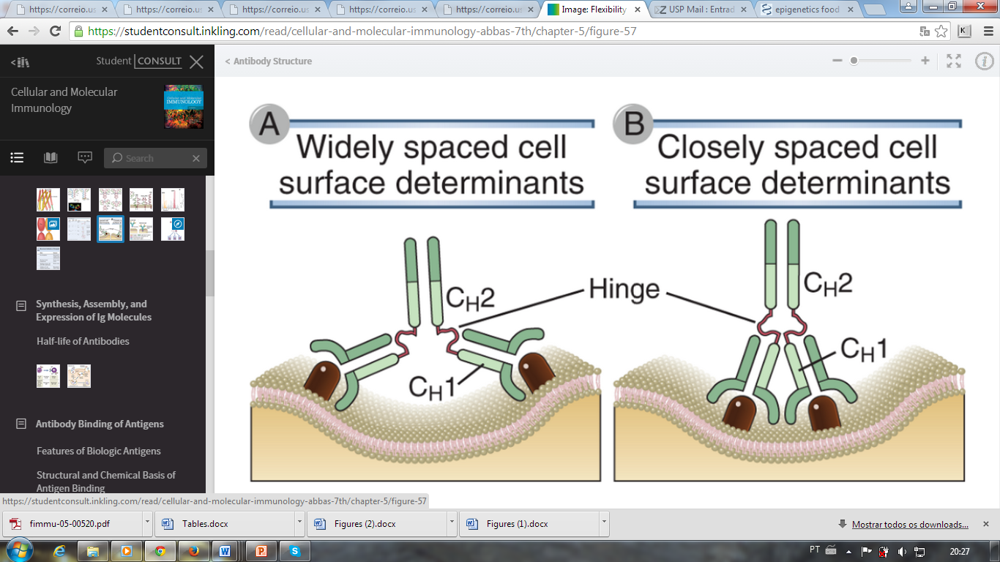 https://correio.us
https://correio.us
https://correio.us
https://correio.us
https://correio.us
Image: Flexibility
USP Mail : Entrad
epigenetics food
https://studentconsult.inkling.com/read/cellular-and-molecular-immunology-abbas-7th/chapter-5/figure-57
Student CONSULT
< Antibody Structure
Cellular and Molecular
Immunology
IMMUNOLOGY
Search
Synthesis, Assembly, and
Expression of Ig Molecules
Half-life of Antibodies
Antibody Binding of Antigens
Features of Biologic Antigens
Structural and Chemical Basis of
Antigen Binding
A
Widely spaced cell
surface determinants
B
Closely spaced cell
surface determinants
CH2
Hinge
CH2
CH1
CH1
https://studentconsult.inkling.com/read/cellular-and-molecular-immunology-abbas-7th/chapter-5/figure-57
fimmu-05-00520.pdf
Tables.docx
Figures (2).docx
Figures (1).docx
Mostrar todos os downloads...
PT
20:27